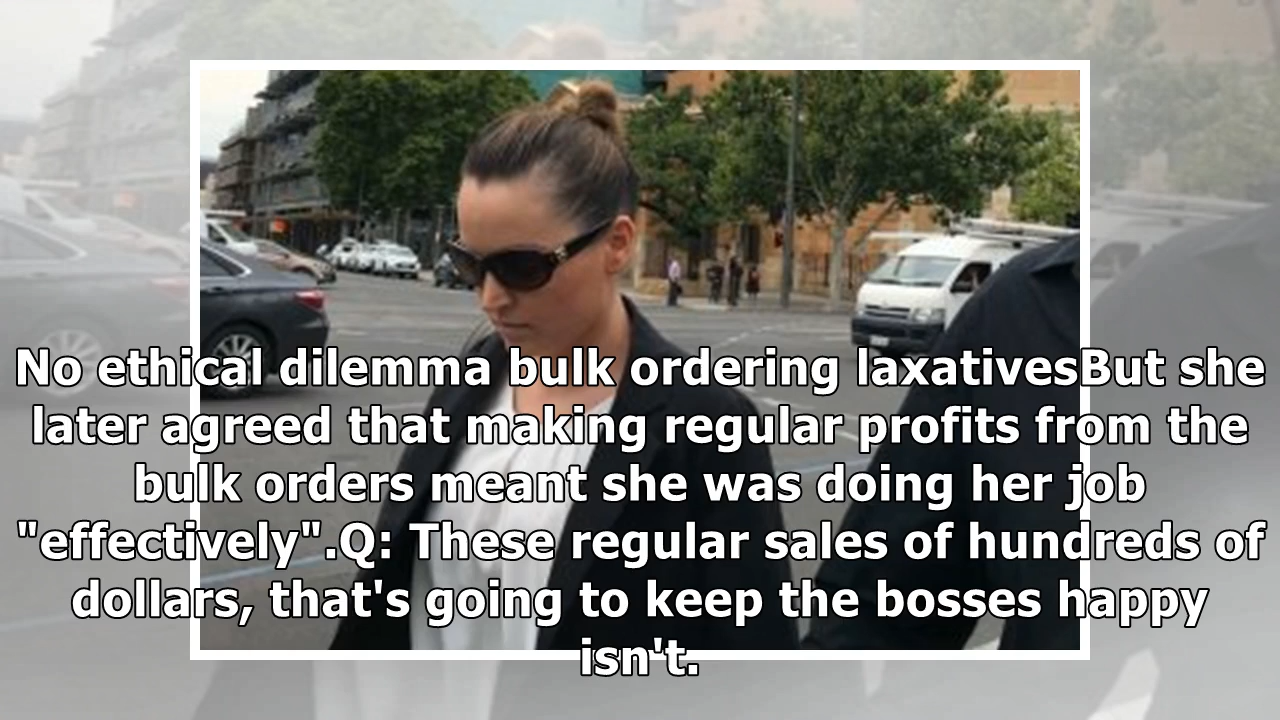 No ethical dilemma bulk ordering laxativesBut she
later agreed that making regular profits from the
bulk orders meant she was doing her job
"effectively".Q: These regular sales of hundreds of
dollars, that's going to keep the bosses happy
isn't.